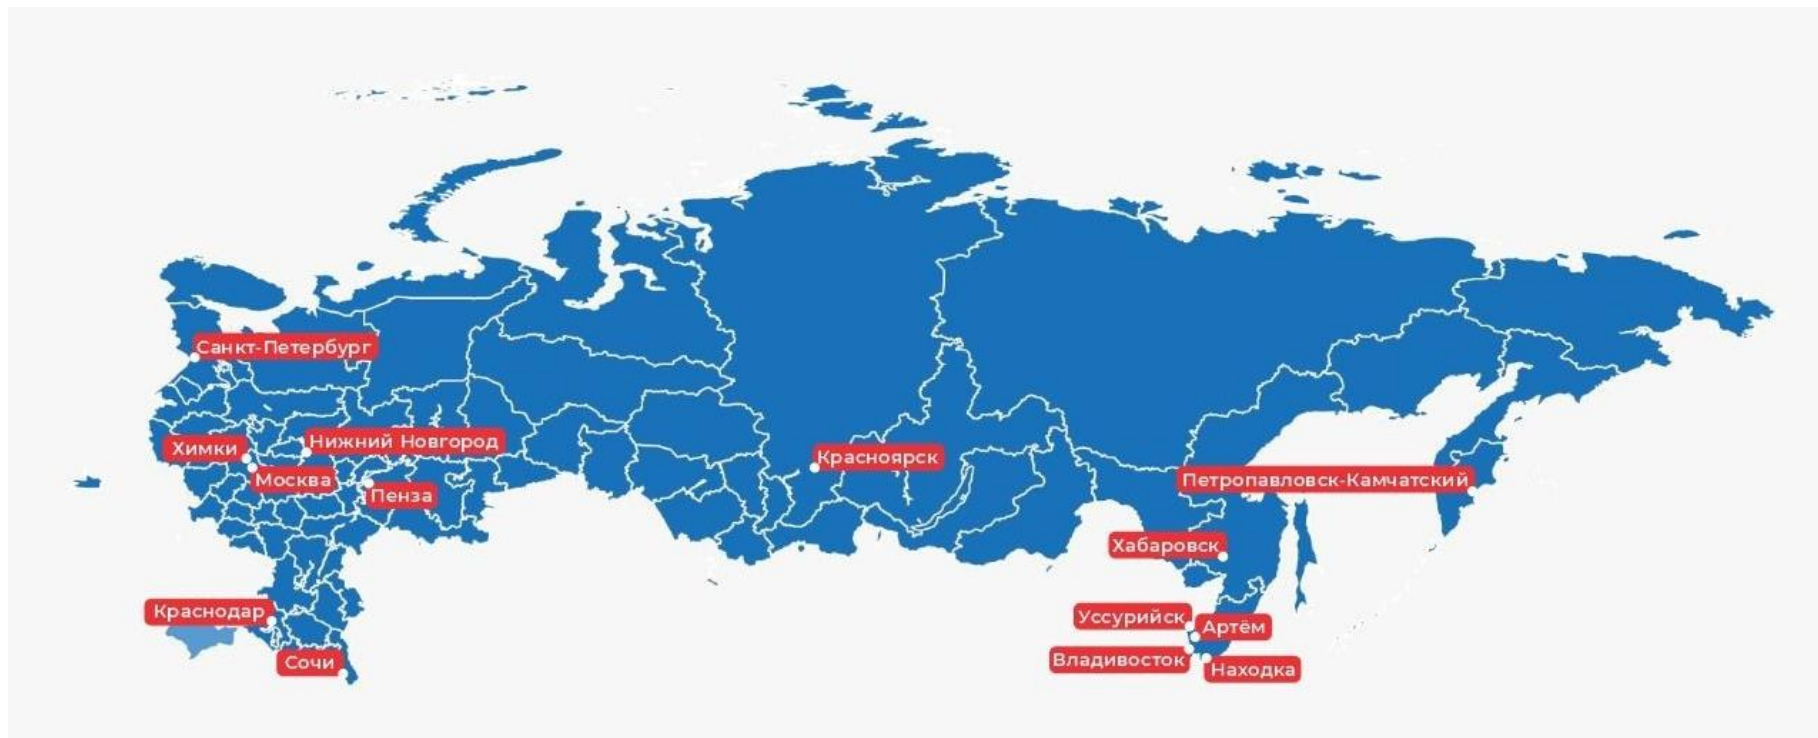 Санкт-Петербург
Нижний Новгород
Химки
Москва
Пенза
Красноярск
Петропавловск-Камчатский
Хабаровск
Краснодар
Сочи
Уссурийск
Артём
Владивосток
Находка